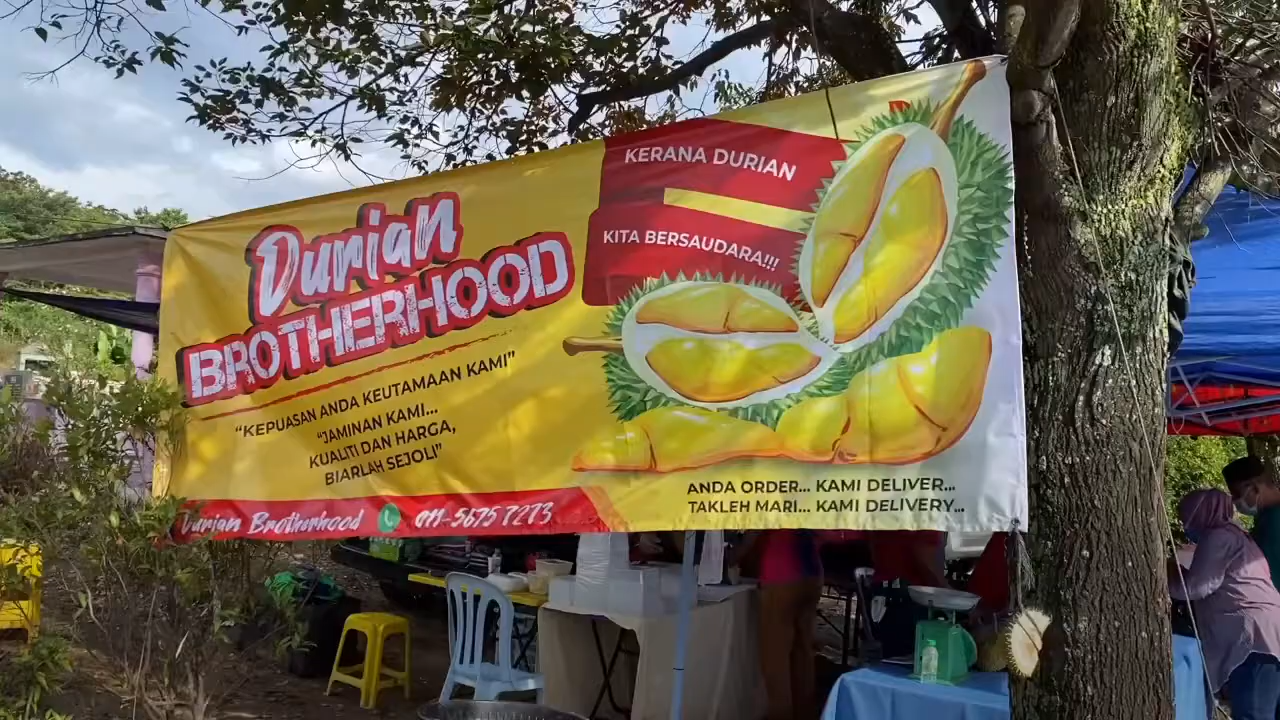 Durian
BROTHERHOOD
"KEPUASAN ANDA KEUTAMAAN KAMI"
"JAMINAN KAMI...
KUALITI DAN HARGA,
BIARLAH SEJOLI"
Durian Brotherhood 011-5675 7273
KERANA DURIAN
KITA BERSAUDARA!!!
ANDA ORDER... KAMI DELIVER...
TAKLEH MARI... KAMI DELIVERY...